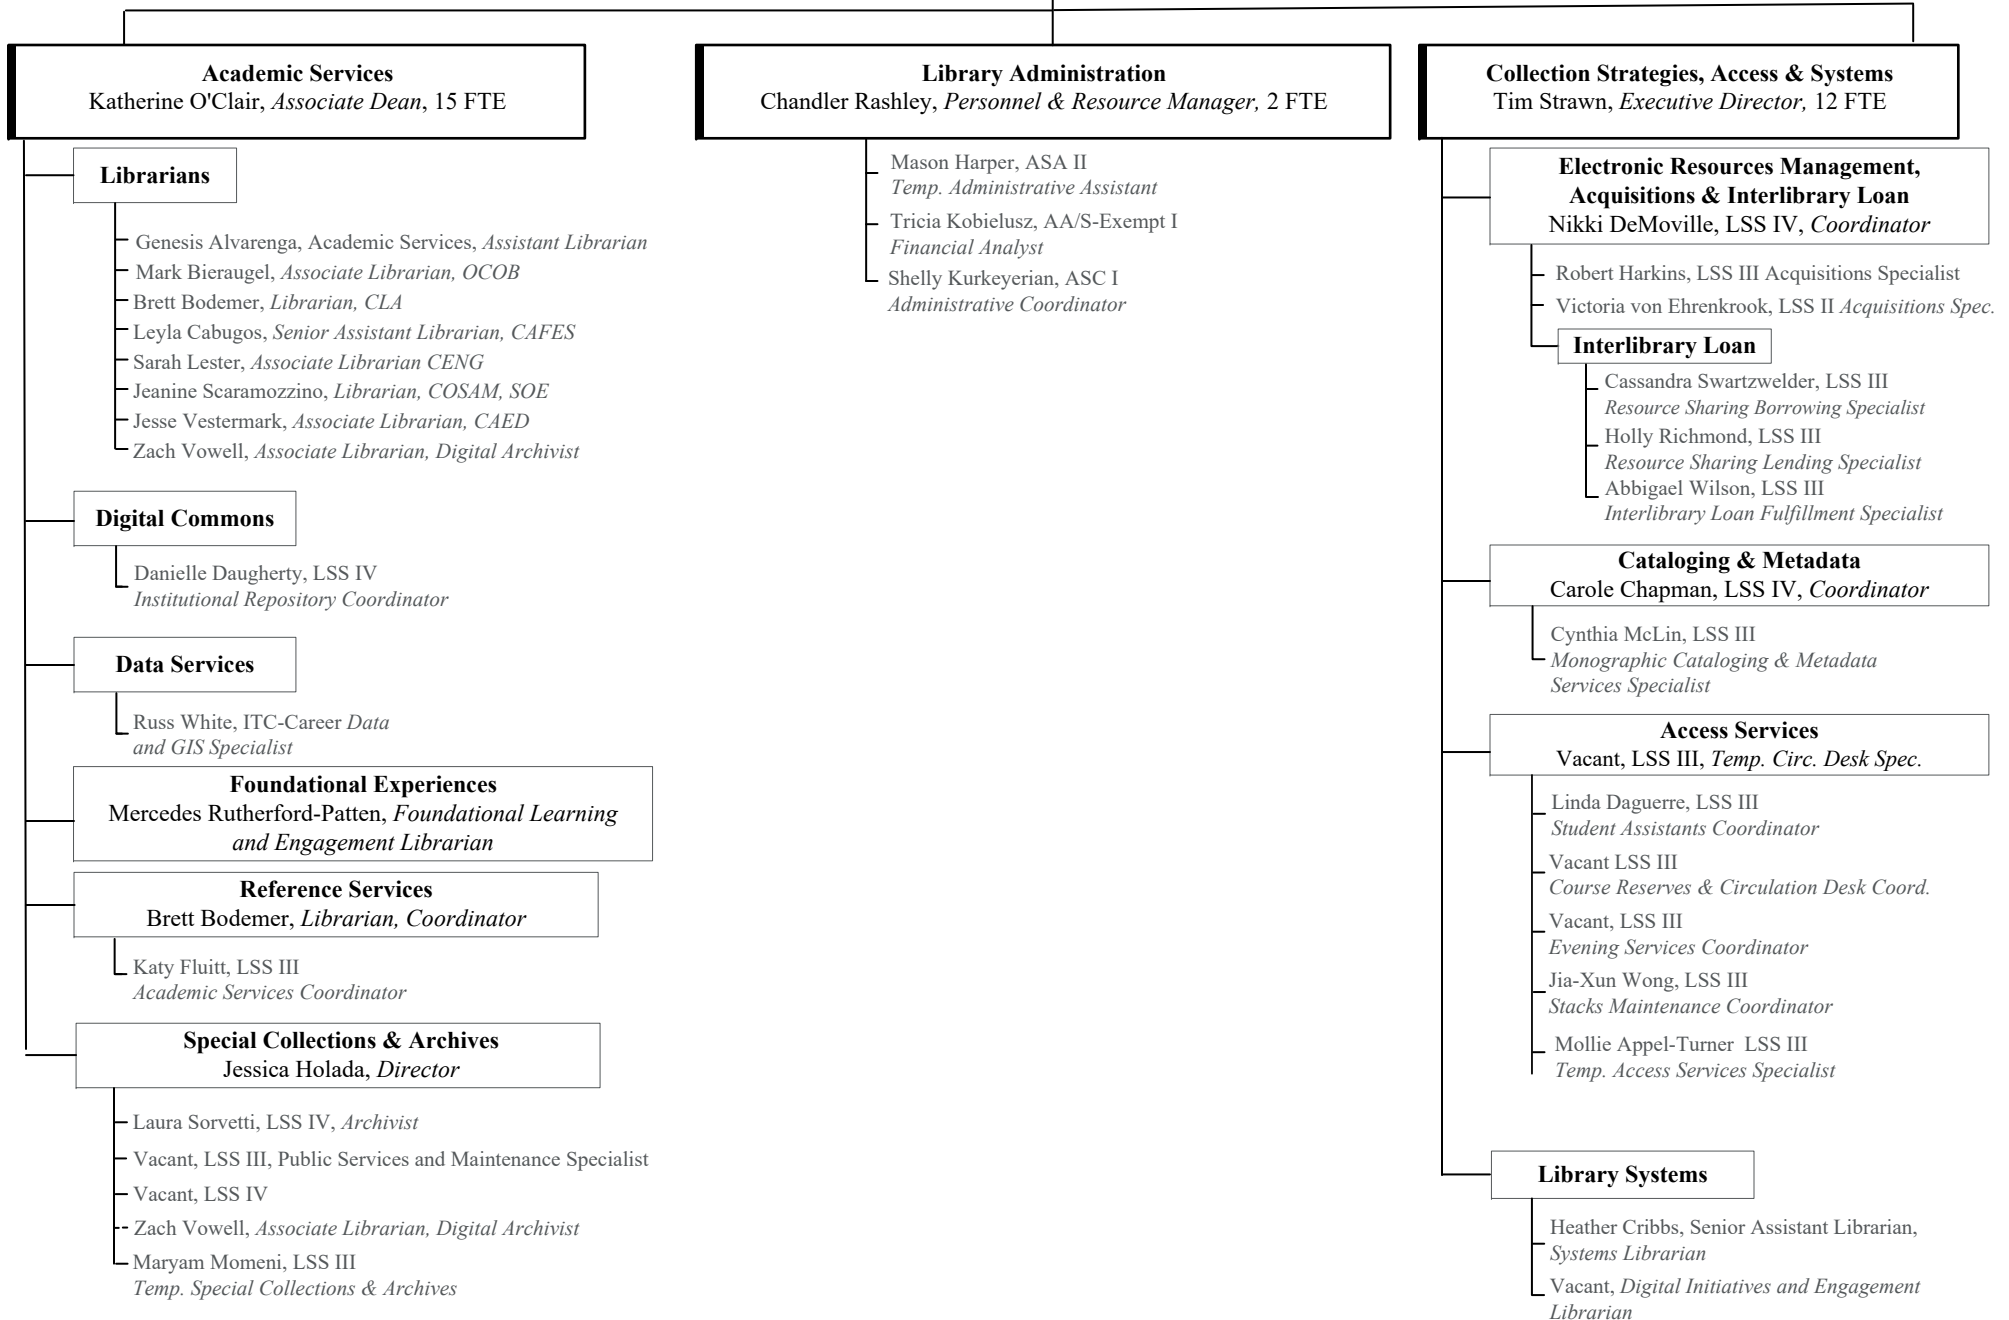 Academic Services
Katherine O'Clair, Associate Dean, 15 FTE
Librarians
Genesis Alvarenga, Academic Services, Assistant Librarian
Mark Bieraugel, Associate Librarian, OCOB
Brett Bodemer, Librarian, CLA
Leyla Cabugos, Senior Assistant Librarian, CAFES
Sarah Lester, Associate Librarian CENG
Jeanine Scaramozzino, Librarian, COSAM, SOE
Jesse Vestermark, Associate Librarian, CAED
Zach Vowell, Associate Librarian, Digital Archivist
Digital Commons
Danielle Daugherty, LSS IV
Institutional Repository Coordinator
Data Services
Russ White, ITC-Career Data
and GIS Specialist
Foundational Experiences
Mercedes Rutherford-Patten, Foundational Learning
and Engagement Librarian
Reference Services
Brett Bodemer, Librarian, Coordinator
Katy Fluitt, LSS III
Academic Services Coordinator
Special Collections & Archives
Jessica Holada, Director
Laura Sorvetti, LSS IV, Archivist
Vacant, LSS III, Public Services and Maintenance Specialist
Vacant, LSS IV
Zach Vowell, Associate Librarian, Digital Archivist
Maryam Momeni, LSS III
Temp. Special Collections & Archives
Library Administration
Chandler Rashley, Personnel & Resource Manager, 2 FTE
Mason Harper, ASA II
Temp. Administrative Assistant
Tricia Kobielusz, AA/S-Exempt I
Financial Analyst
Shelly Kurkeyerian, ASC I
Administrative Coordinator
Collection Strategies, Access & Systems
Tim Strawn, Executive Director, 12 FTE
Electronic Resources Management,
Acquisitions & Interlibrary Loan
Nikki DeMoville, LSS IV, Coordinator
Robert Harkins, LSS III Acquisitions Specialist
Victoria von Ehrenkrook, LSS II Acquisitions Spec.
Interlibrary Loan
Cassandra Swartzwelder, LSS III
Resource Sharing Borrowing Specialist
Holly Richmond, LSS III
Resource Sharing Lending Specialist
Abbigael Wilson, LSS III
Interlibrary Loan Fulfillment Specialist
Cataloging & Metadata
Carole Chapman, LSS IV, Coordinator
Cynthia McLin, LSS III
Monographic Cataloging & Metadata
Services Specialist
Access Services
Vacant, LSS III, Temp. Circ. Desk Spec.
Linda Daguerre, LSS III
Student Assistants Coordinator
Vacant LSS III
Course Reserves & Circulation Desk Coord.
Vacant, LSS III
Evening Services Coordinator
Jia-Xun Wong, LSS III
Stacks Maintenance Coordinator
Mollie Appel-Turner LSS III
Temp. Access Services Specialist
Library Systems
Heather Cribbs, Senior Assistant Librarian,
Systems Librarian
Vacant, Digital Initiatives and Engagement
Librarian